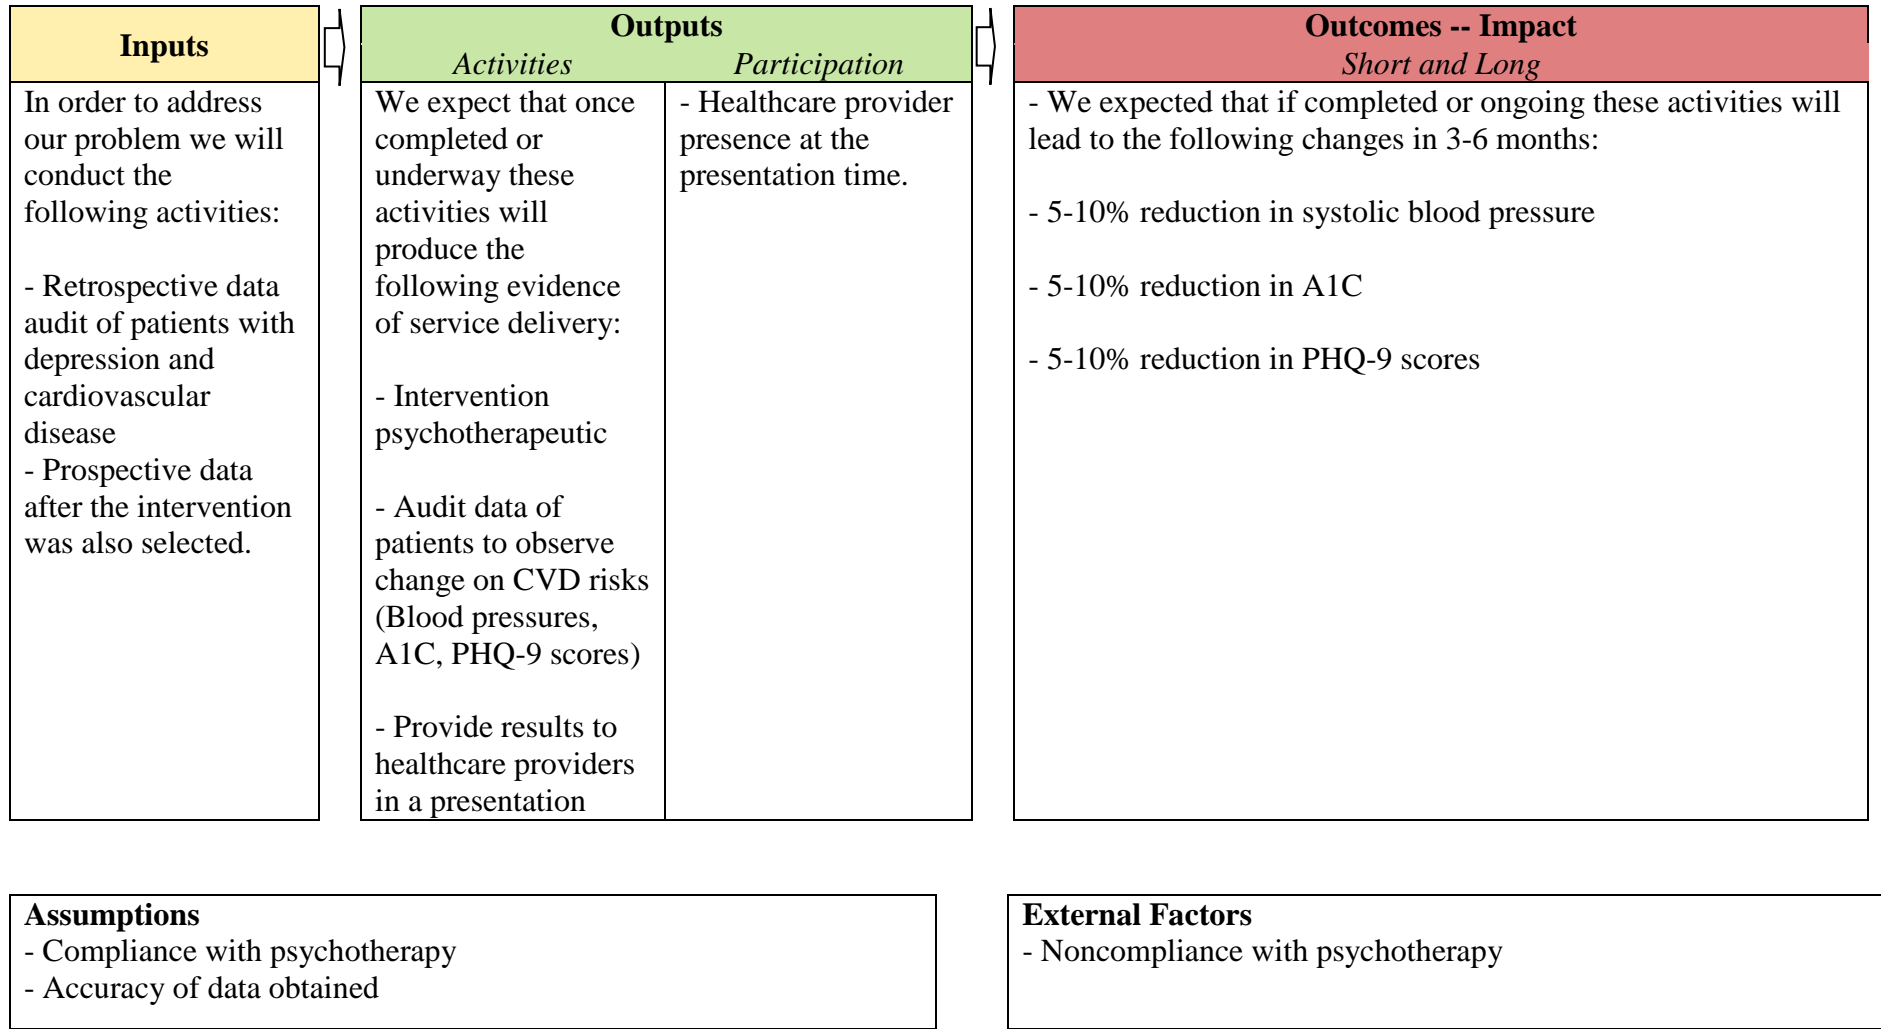 Inputs
In order to address
our problem we will
conduct the
following activities:
- Retrospective data
audit of patients with
depression and
cardiovascular
disease
- Prospective data
after the intervention
was also selected.
Outputs
Activities
We expect that once
completed or
underway these
activities will
produce the
following evidence
of service delivery:
- Intervention
psychotherapeutic
- Audit data of
patients to observe
change on CVD risks
(Blood pressures,
A1C, PHQ-9 scores)
- Provide results to
healthcare providers
in a presentation
Participation
- Healthcare provider
presence at the
presentation time.
Outcomes -- Impact
Short and Long
- We expected that if completed or ongoing these activities will
lead to the following changes in 3-6 months:
- 5-10% reduction in systolic blood pressure
- 5-10% reduction in A1C
- 5-10% reduction in PHQ-9 scores
Assumptions
- Compliance with psychotherapy
- Accuracy of data obtained
External Factors
- Noncompliance with psychotherapy